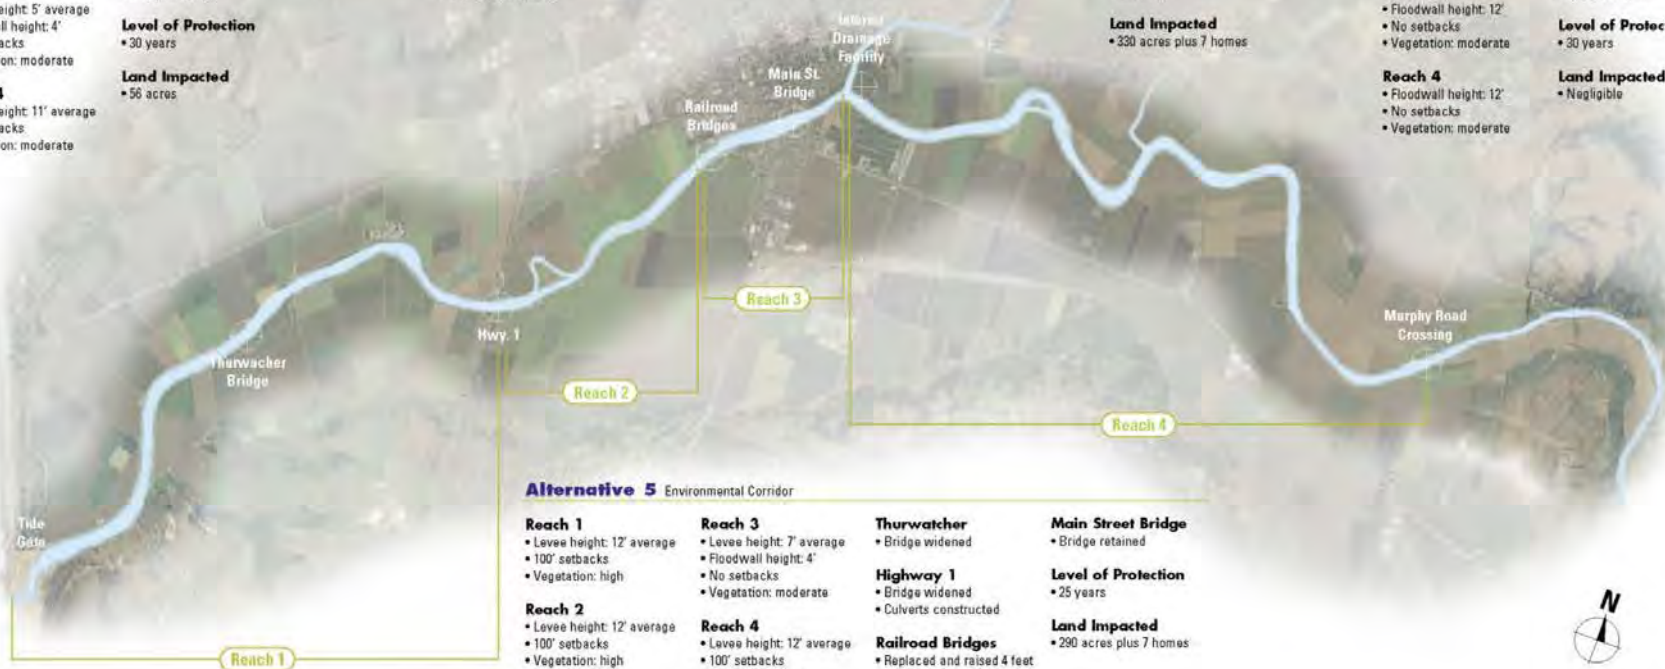 eight: 5' average
ll height: 4'
acks
on: moderate
4
eight: 11' average
acks
on: moderate
Level of Protection
• 30 years
Land Impacted
• 56 acres
Land Impacted
• 330 acres plus 7 homes
• Floodwall height: 12'
• No setbacks
• Vegetation: moderate
Reach 4
• Floodwall height: 12'
• No setbacks
• Vegetation: moderate
Level of Protec
• 30 years
Land Impacted
• Negligible
Drainage
Facility
Main St.
Bridge
Railroad
Bridges
Hwy. 1
Thurwacher
Bridge
Tide
Gate
Murphy Road
Crossing
Reach 3
Reach 2
Reach 4
Reach 1
Alternative 5 Environmental Corridor
Reach 1
• Levee height: 12' average
• 100' setbacks
• Vegetation: high
Reach 2
• Levee height: 12' average
• 100' setbacks
• Vegetation: high
Reach 3
• Levee height: 7' average
• Floodwall height: 4'
• No setbacks
• Vegetation: moderate
Reach 4
• Levee height: 12' average
• 100' setbacks
Thurwatcher
• Bridge widened
Highway 1
• Bridge widened
• Culverts constructed
Railroad Bridges
• Replaced and raised 4 feet
Main Street Bridge
• Bridge retained
Level of Protection
• 25 years
Land Impacted
• 290 acres plus 7 homes
N